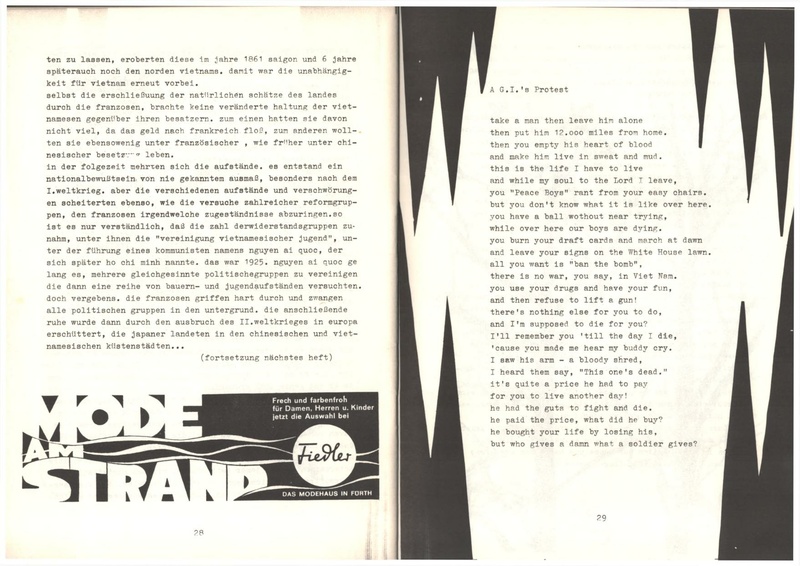 ten zu lassen, eroberten diese im jahre 1861 saigon und 6 jahre
späterauch noch den norden vietnams. damit war die unabhängig-
keit für vietnam erneut vorbei.
selbst die erschließuung der natürlichen schätze des landes
durch die franzosen, brachte keine veränderte haltung der viet-
namesen gegenüber ihren besatzern. zum einen hatten sie davon
nicht viel, da das geld nach frankreich floß, zum anderen woll-
ten sie ebensowenig unter französischer , wie früher unter chi-
nesischer leben.
in der folgezeit mehrten sich die aufstände. es entstand ein
nationalbewußtsein von nie gekanntem ausmaß, besonders nach dem
I.weltkrieg. aber die verschiedenen aufstände und verschwörung-
en scheiterten ebenso, wie die versuche zahlreicher reformgrup-
pen, den franzosen irgendwelche zugeständnisse abzuringen.so
ist es nur verständlich, daß die zahl derwiderstandsgruppen zu-
nahm, unter ihnen die "vereinigung vietnamesischer jugend", un-
ter der führung eines kommunisten namens nguyen ai quoc, der
sich später ho chi minh nannte. das war 1925. nguyen ai quoc ge
lang es, mehrere gleichgesinnte politischegruppen zu vereinigen
die dann eine reihe von bauern- und jugendaufständen versuchten.
doch vergebens. die franzosen griffen hart durch und zwangen
alle politischen gruppen in den untergrund. die anschließende
ruhe wurde dann durch den ausbruch des II.weltkrieges in europa
erschüttert, die japaner landeten in den chinesischen und viet-
namesischen küstenstädten...
(fortsetzung nächstes heft)
MODE
AM
STRAND
Frech und farbenfroh
für Damen, Herren u. Kinder
jetzt die Auswahl bei
Fiedler
DAS MODEHAUS IN FÜRTH
28
A G.I.'s Protest
take a man then leave him alone
then put him 12.000 miles from home.
then you empty his heart of blood
and make him live in sweat and mud.
this is the life I have to live
and while my soul to the Lord I leave,
you "Peace Boys" rant from your easy chairs.
but you don't know what it is like over here.
you have a ball wothout near trying,
while over here our boys are dying.
you burn your draft cards and march at dawn
and leave your signs on the White House lawn.
all you want is "ban the bomb",
there is no war, you say, in Viet Nam.
you use your drugs and have your fun,
and then refuse to lift a gun!
there's nothing else for you to do,
and I'm supposed to die for you?
I'll remember you 'till the day I die,
'cause you made me hear my buddy cry.
I saw his arm - a bloody shred,
I heard them say, "This one's dead."
it's quite a price he had to pay
for you to live another day!
he had the guts to fight and die.
he paid the price, what did he buy?
he bought your life by losing his,
but who gives a damn what a soldier gives?
29